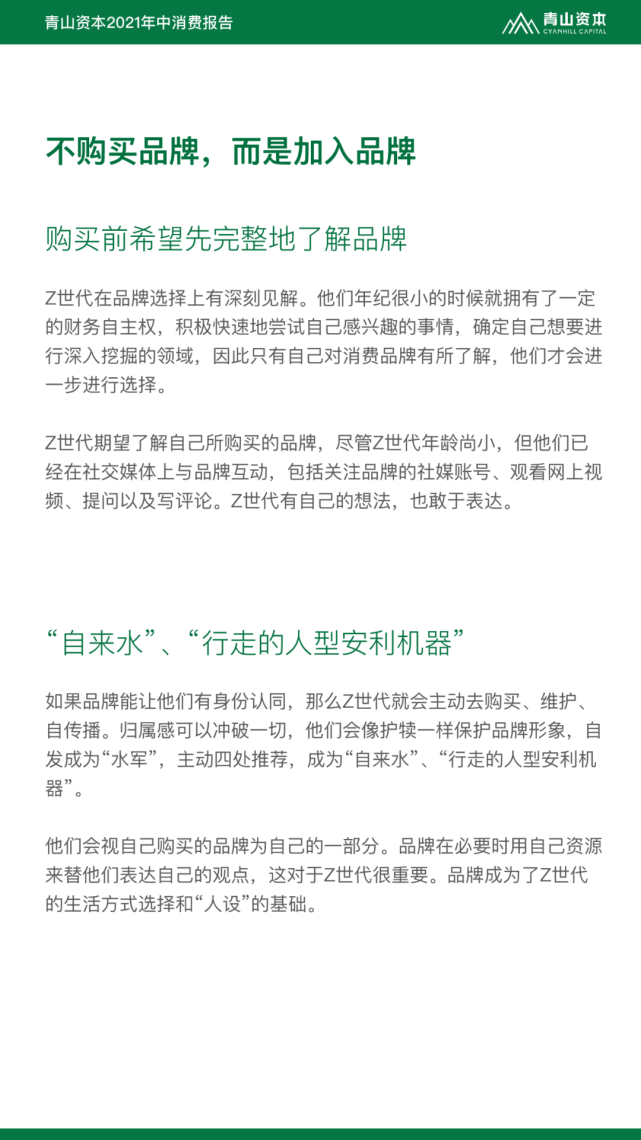 青山资本2021年中消费报告
青山资本
CYANHILL CAPITAL
不购买品牌，而是加入品牌
购买前希望先完整地了解品牌
Z世代在品牌选择上有深刻见解。他们年纪很小的时候就拥有了一定
的财务自主权，积极快速地尝试自己感兴趣的事情，确定自己想要进
行深入挖掘的领域，因此只有自己对消费品牌有所了解，他们才会进
一步进行选择。
Z世代期望了解自己所购买的品牌，尽管Z世代年龄尚小，但他们已
经在社交媒体上与品牌互动，包括关注品牌的社媒账号、观看网上视
频、提问以及写评论。Z世代有自己的想法，也敢于表达。
“自来水”、“行走的人型安利机器”
如果品牌能让他们有身份认同，那么Z世代就会主动去购买、维护、
自传播。归属感可以冲破一切，他们会像护犊一样保护品牌形象，自
发成为“水军”，主动四处推荐，成为“自来水”、“行走的人型安利机
器”。
他们会视自己购买的品牌为自己的一部分。品牌在必要时用自己资源
来替他们表达自己的观点，这对于Z世代很重要。品牌成为了Z世代
的生活方式选择和“人设”的基础。